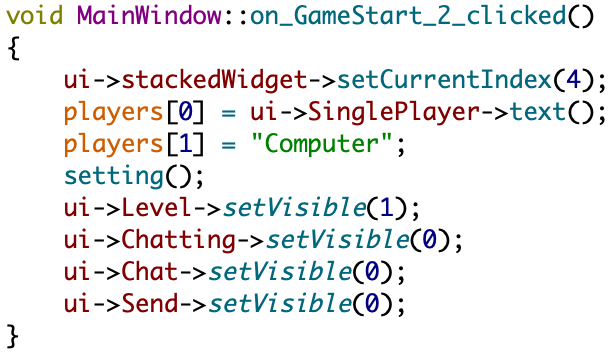 void MainWindow::on_GameStart_2_clicked()
{
    ui->stackedWidget->setCurrentIndex(4);
    players[0] = ui->SinglePlayer->text();
    players[1] = "Computer";
    setting();
    ui->Level->setVisible(1);
    ui->Chatting->setVisible(0);
    ui->Chat->setVisible(0);
    ui->Send->setVisible(0);
}